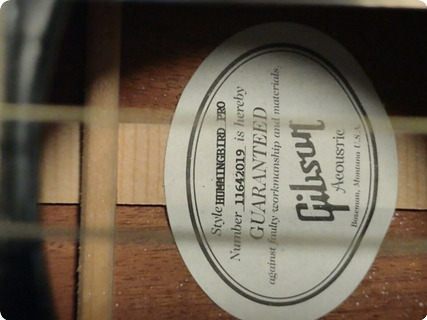 Style HUMMINGBIRD PRO
Number 11642019 is hereby
GUARANTEED
against faulty workmanship and materials.
Gibson
Acoustic
Bozeman, Montana U.S.A.